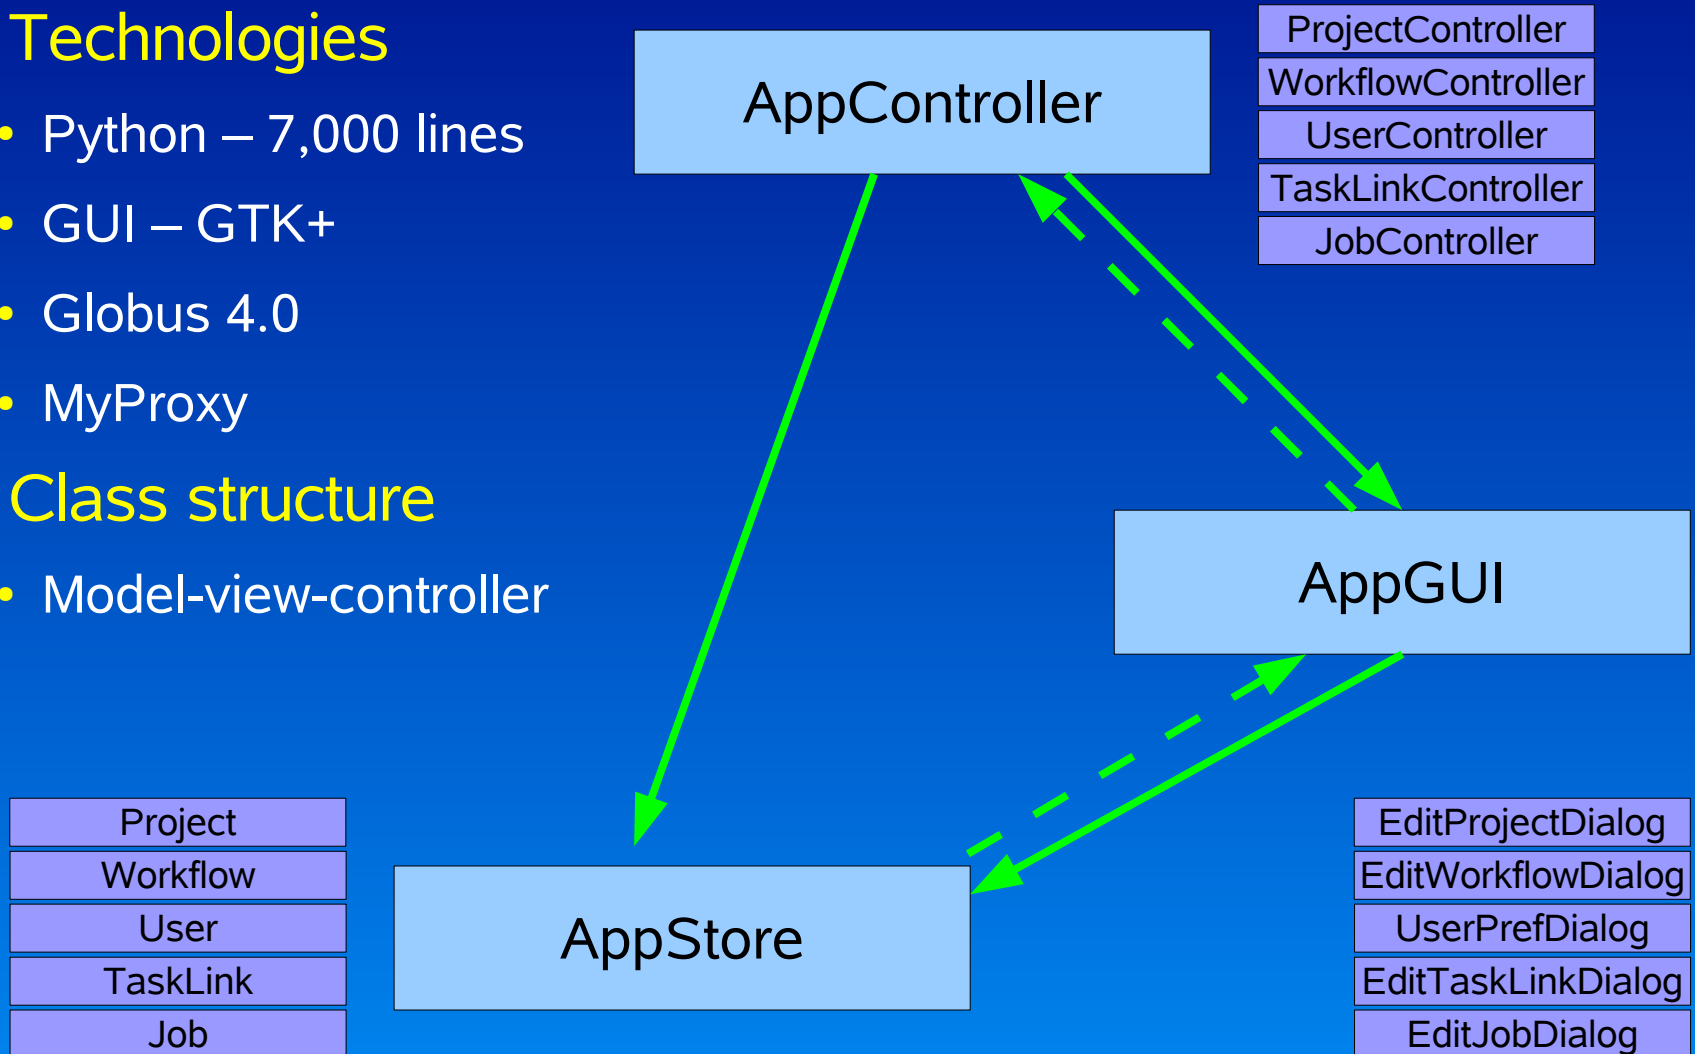 Technologies
• Python – 7,000 lines
• GUI – GTK+
• Globus 4.0
• MyProxy
Class structure
• Model-view-controller
AppController
ProjectController
WorkflowController
UserController
TaskLinkController
JobController
AppGUI
AppStore
Project
Workflow
User
TaskLink
Job
EditProjectDialog
EditWorkflowDialog
UserPrefDialog
EditTaskLinkDialog
EditJobDialog